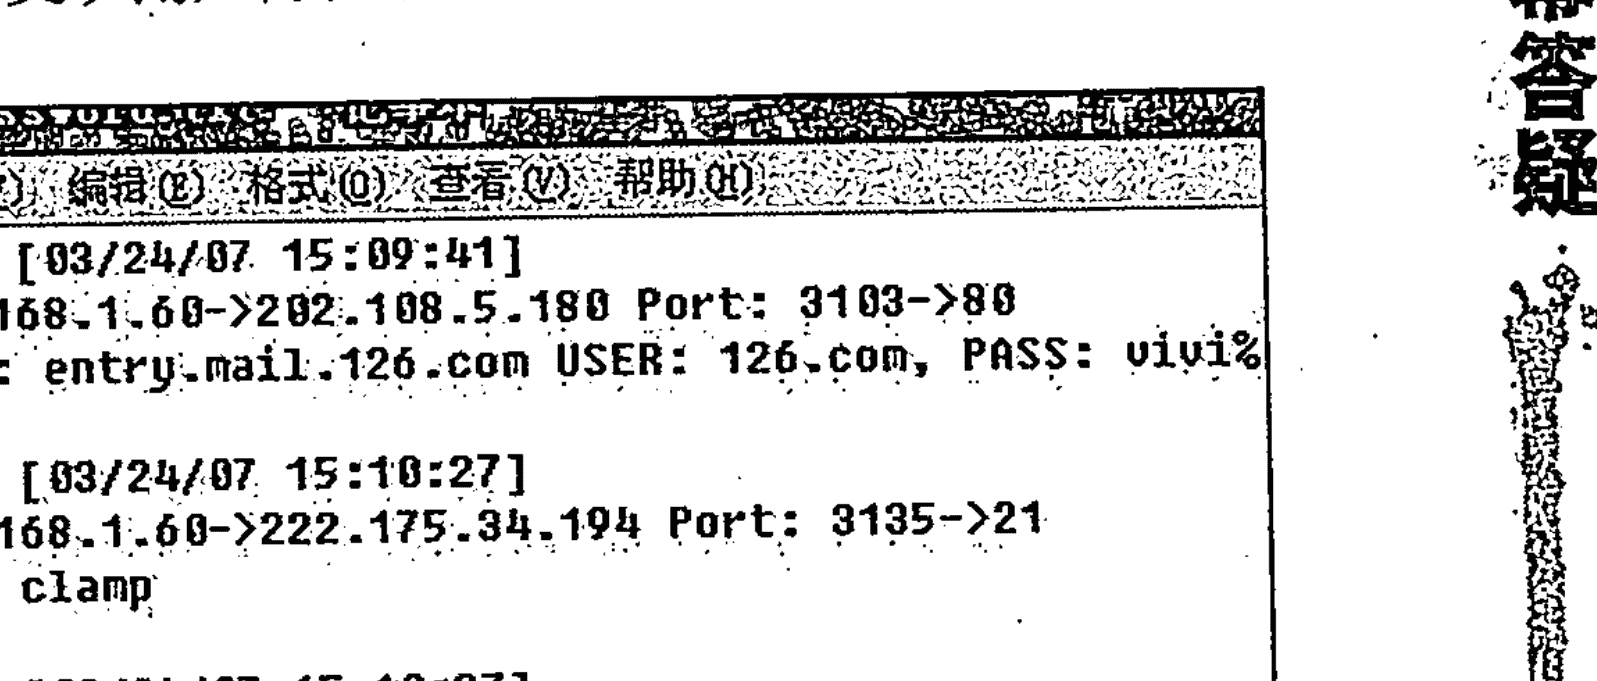 编辑(E) 格式(O) 查看(V) 帮助(H)
[03/24/07 15:09:41]
168.1.60->202.108.5.180 Port: 3103->80
: entry.mail.126.com USER: 126.com, PASS: vivi%
[03/24/07 15:10:27]
168.1.60->222.175.34.194 Port: 3135->21
clamp
答
疑